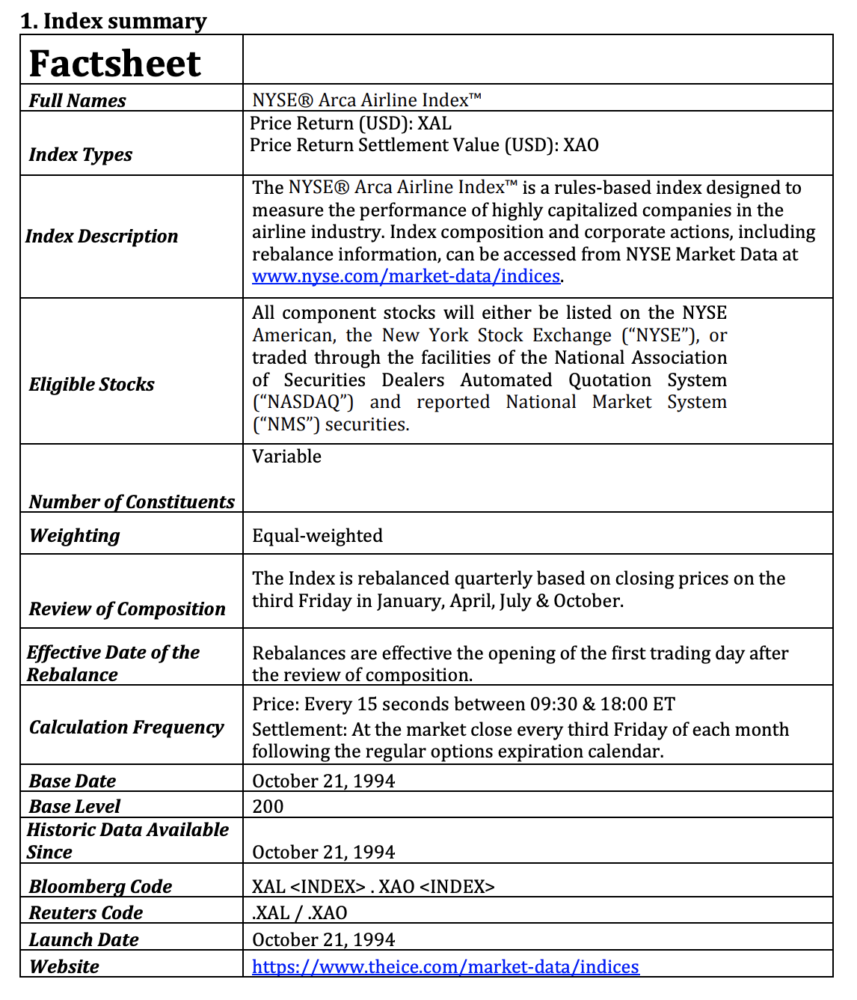 1. Index summary
Factsheet
Full Names
NYSE® Arca Airline Index™
Index Types
Price Return (USD): XAL
Price Return Settlement Value (USD): XAO
Index Description
The NYSE® Arca Airline Index™ is a rules-based index designed to
measure the performance of highly capitalized companies in the
airline industry. Index composition and corporate actions, including
rebalance information, can be accessed from NYSE Market Data at
www.nyse.com/market-data/indices.
Eligible Stocks
All component stocks will either be listed on the NYSE
American, the New York Stock Exchange (“NYSE”), or
traded through the facilities of the National Association
of Securities Dealers Automated Quotation System
(“NASDAQ”) and reported National Market System
(“NMS”) securities.
Number of Constituents
Variable
Weighting
Equal-weighted
Review of Composition
The Index is rebalanced quarterly based on closing prices on the
third Friday in January, April, July & October.
Effective Date of the
Rebalance
Rebalances are effective the opening of the first trading day after
the review of composition.
Calculation Frequency
Price: Every 15 seconds between 09:30 & 18:00 ET
Settlement: At the market close every third Friday of each month
following the regular options expiration calendar.
Base Date
October 21, 1994
Base Level
200
Historic Data Available
Since
October 21, 1994
Bloomberg Code
XAL <INDEX> . XAO <INDEX>
Reuters Code
.XAL / .XAO
Launch Date
October 21, 1994
Website
https://www.theice.com/market-data/indices